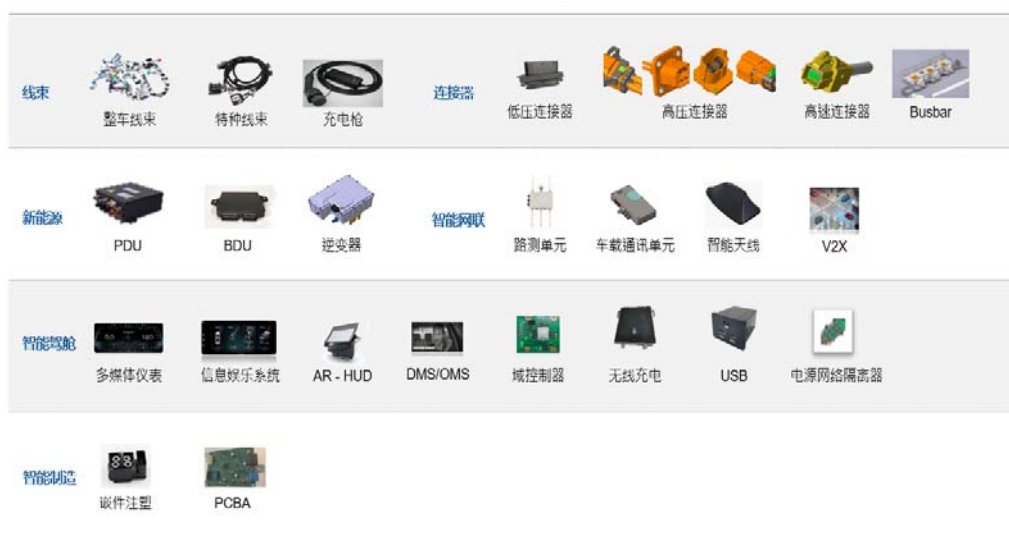 线束
整车线束
特种线束
充电枪
连接器
低压连接器
高压连接器
高速连接器
Busbar
新能源
PDU
BDU
逆变器
智能网联
路测单元
车载通讯单元
智能天线
V2X
智能驾舱
多媒体仪表
信息娱乐系统
AR - HUD
DMS/OMS
域控制器
无线充电
USB
电源网络隔离器
智能制造
嵌件注塑
PCBA